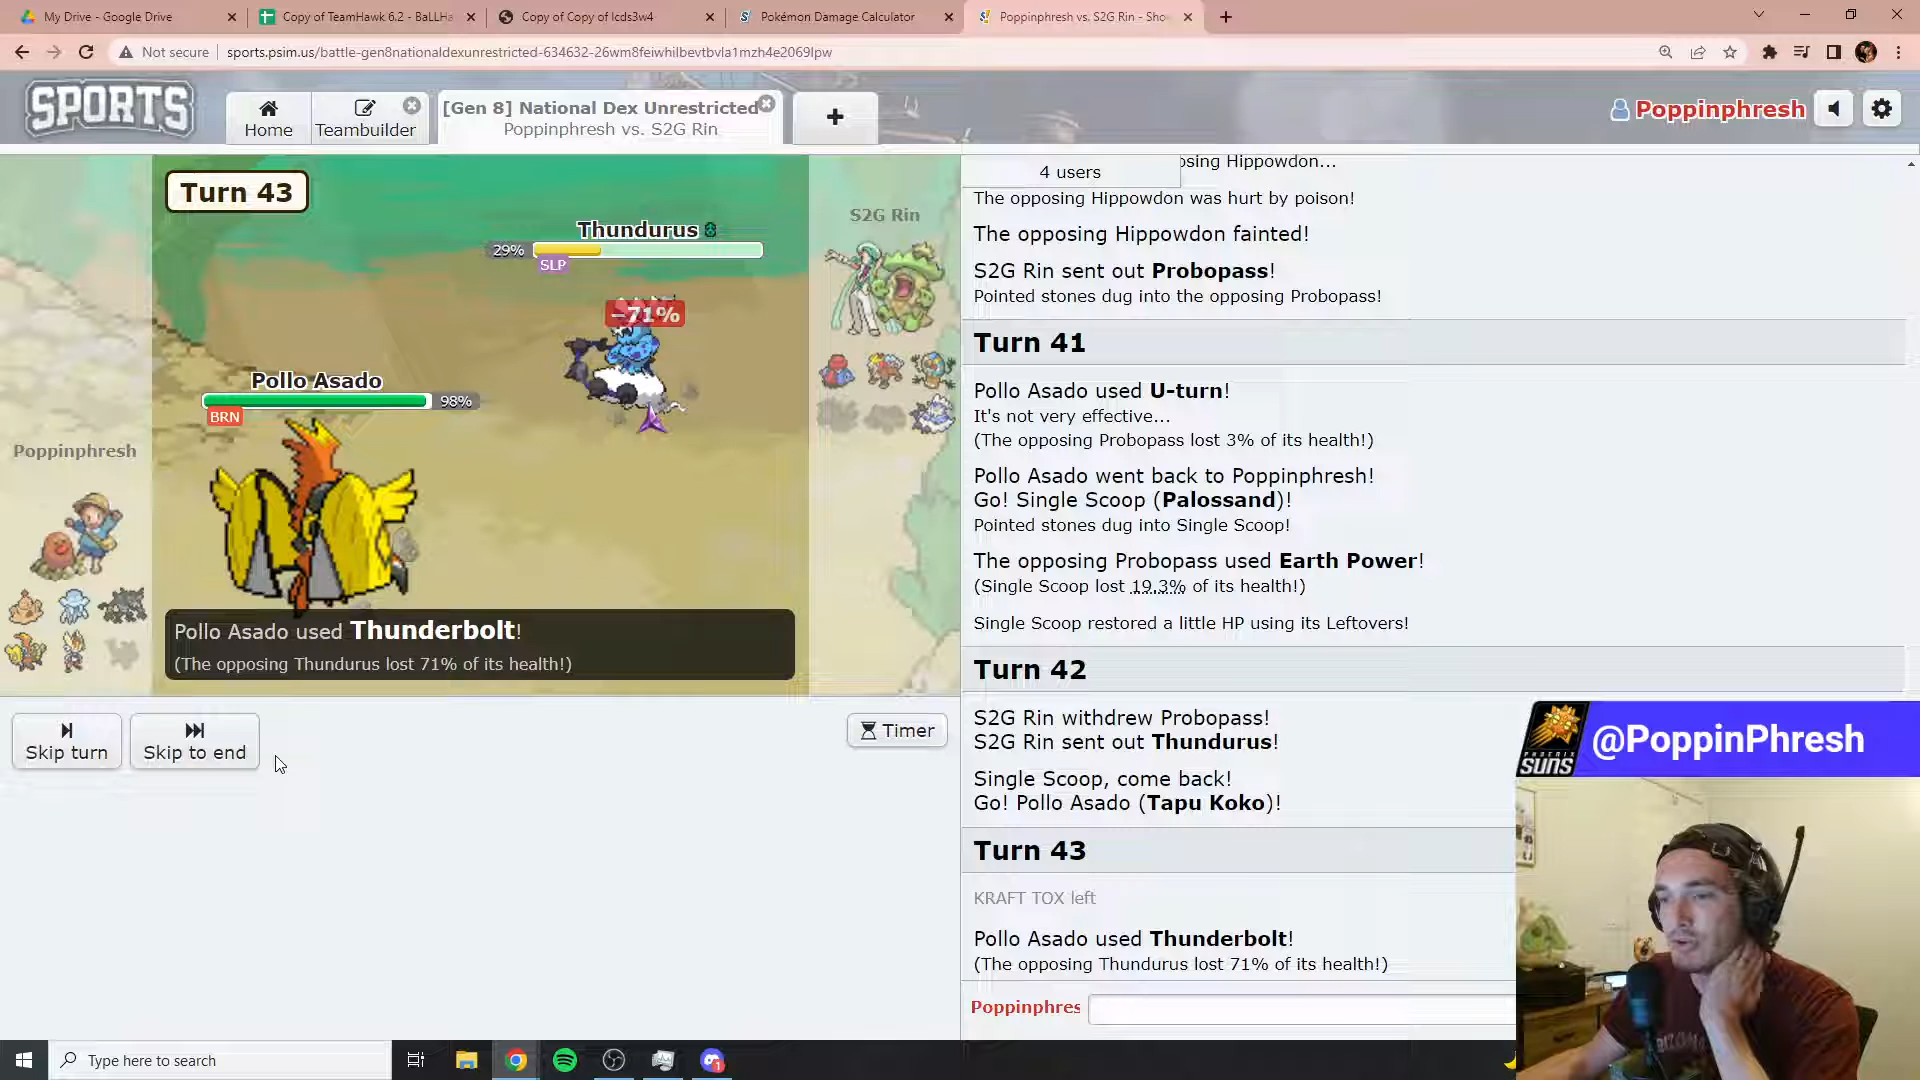 My Drive - Google Drive
Copy of TeamHawk 6.2 - BaLLHa
Copy of Copy of lcds3w4
Pokémon Damage Calculator
Poppinphresh vs. S2G Rin - Sho
Not secure
sports.psim.us/battle-gen8nationaldexunrestricted-634632-26wm8feiwhilbevtbvla1mzh4e2069lpw
SPORTS
Home
Teambuilder
[Gen 8] National Dex Unrestricted
Poppinphresh vs. S2G Rin
Poppinphresh
Turn 43
Thundurus
29%
SLP
−71%
Pollo Asado
98%
BRN
S2G Rin
Poppinphresh
Pollo Asado used Thunderbolt!
(The opposing Thundurus lost 71% of its health!)
Skip turn
Skip to end
Timer
4 users
osing Hippowdon...
The opposing Hippowdon was hurt by poison!
The opposing Hippowdon fainted!
S2G Rin sent out Probopass!
Pointed stones dug into the opposing Probopass!
Turn 41
Pollo Asado used U-turn!
It's not very effective...
(The opposing Probopass lost 3% of its health!)
Pollo Asado went back to Poppinphresh!
Go! Single Scoop (Palossand)!
Pointed stones dug into Single Scoop!
The opposing Probopass used Earth Power!
(Single Scoop lost 19.3% of its health!)
Single Scoop restored a little HP using its Leftovers!
Turn 42
S2G Rin withdrew Probopass!
S2G Rin sent out Thundurus!
Single Scoop, come back!
Go! Pollo Asado (Tapu Koko)!
Turn 43
KRAFT TOX left
Pollo Asado used Thunderbolt!
(The opposing Thundurus lost 71% of its health!)
Poppinphres
PHOENIX
SUNS
@PoppinPhresh
Type here to search
1